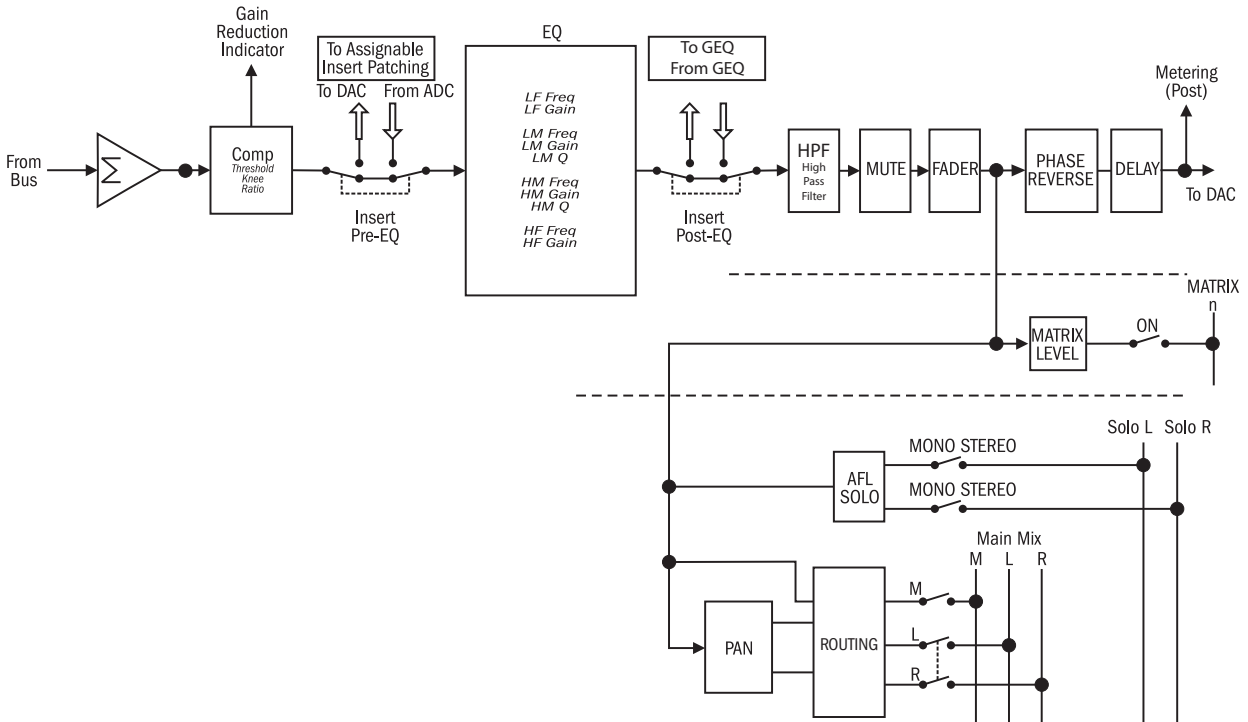 Gain
Reduction
Indicator
To Assignable
Insert Patching
To DAC From ADC
EQ
To GEQ
From GEQ
Metering
(Post)
From
Bus
Σ
Comp
Threshold
Knee
Ratio
Insert
Pre-EQ
LF Freq
LF Gain
LM Freq
LM Gain
LM Q
HM Freq
HM Gain
HM Q
HF Freq
HF Gain
Insert
Post-EQ
HPF
High
Pass
Filter
MUTE
FADER
PHASE
REVERSE
DELAY
To DAC
MATRIX
n
MATRIX
LEVEL
ON
Solo L Solo R
AFL
SOLO
MONO STEREO
MONO STEREO
Main Mix
M L R
PAN
ROUTING
M
L
R